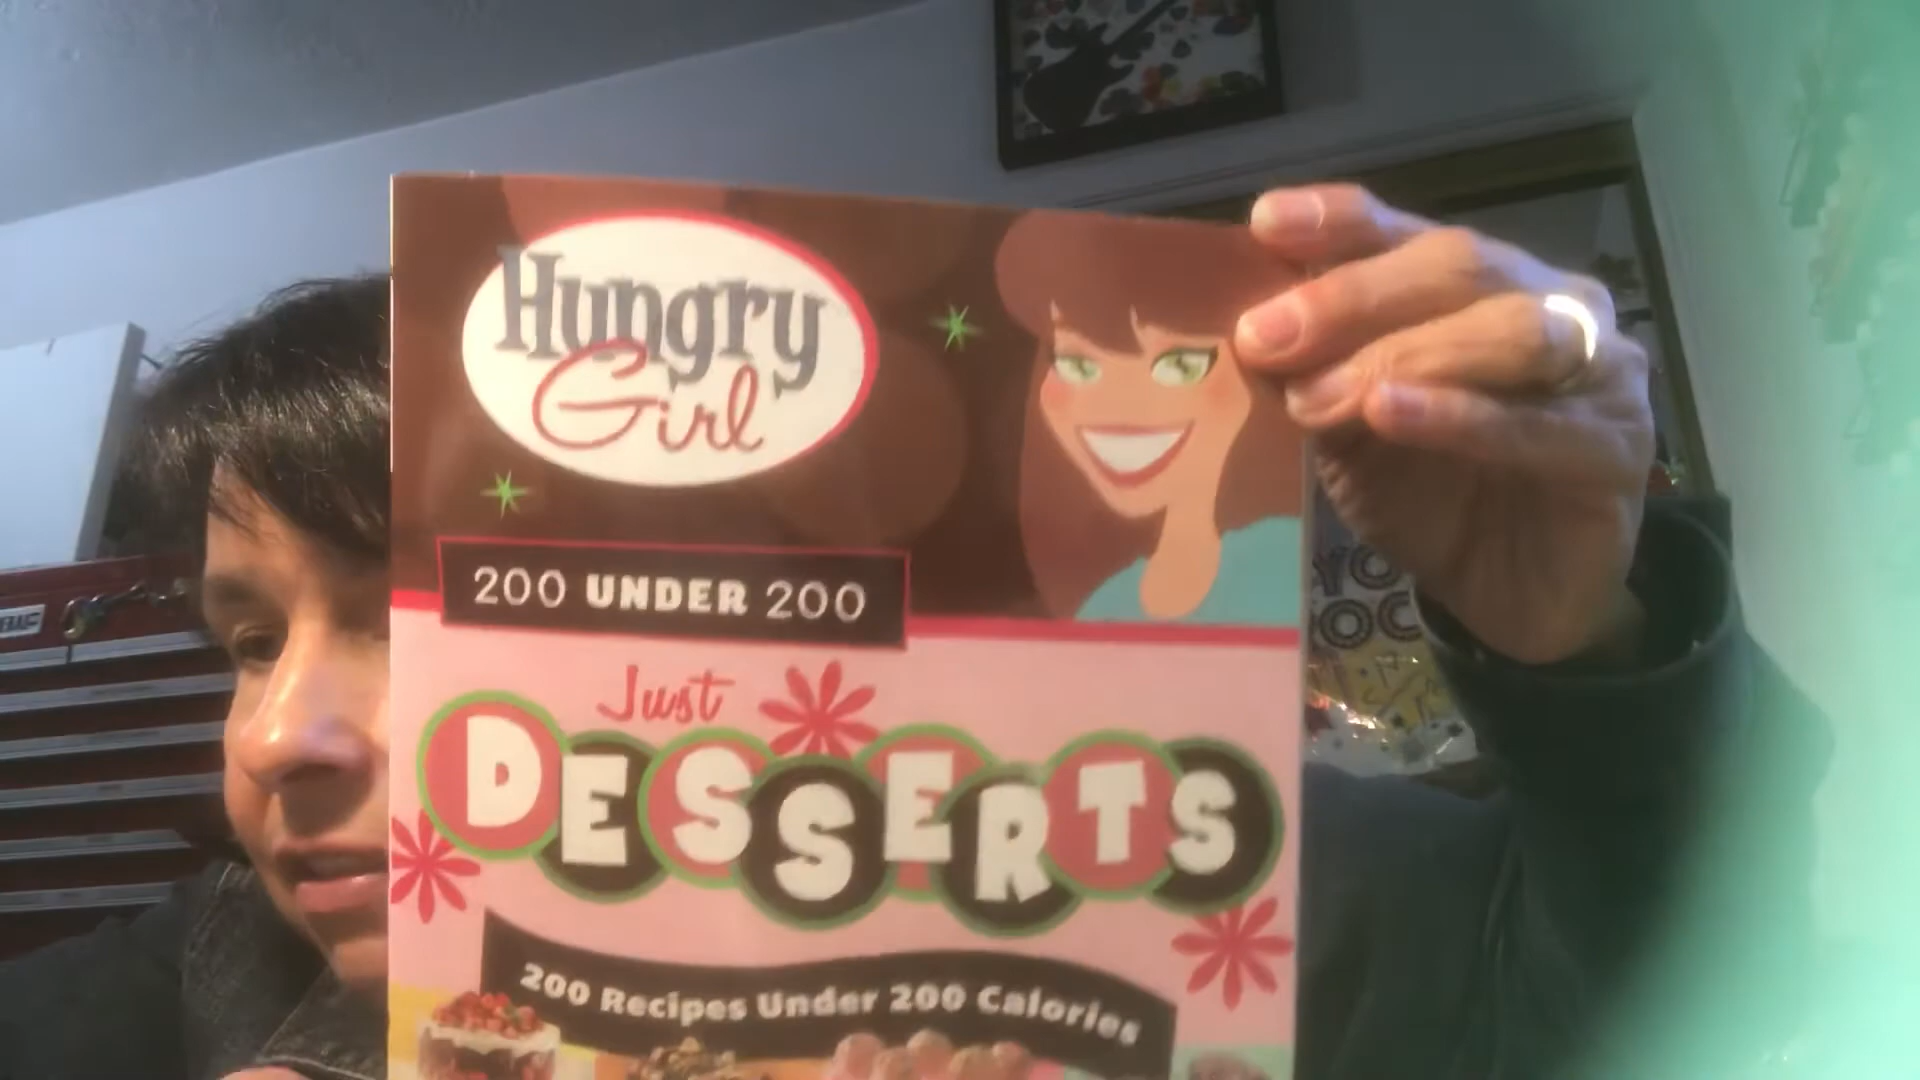 Hungry
Girl
200 UNDER 200
Just
DESSERTS
200 Recipes Under 200 Calories